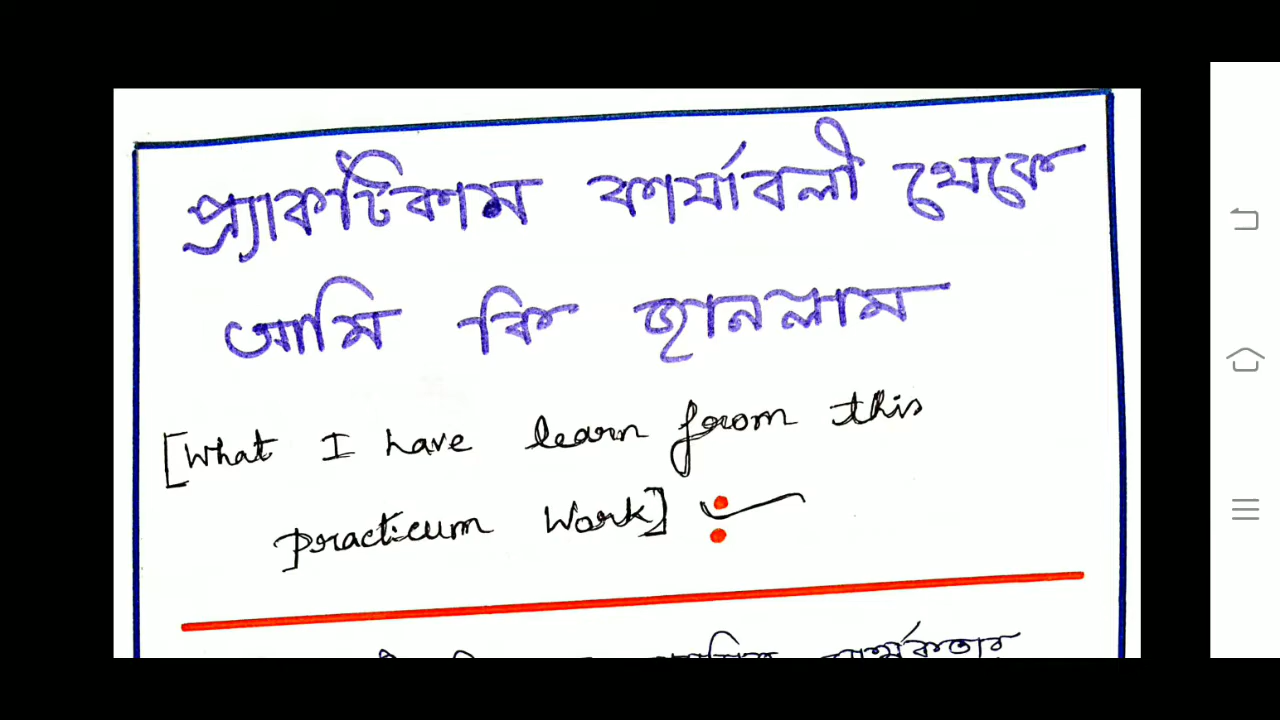 প্র্যাকটিকাম কার্যাবলী থেকে
আমি কি জানলাম
[What I have learn from this
practicum Work] :